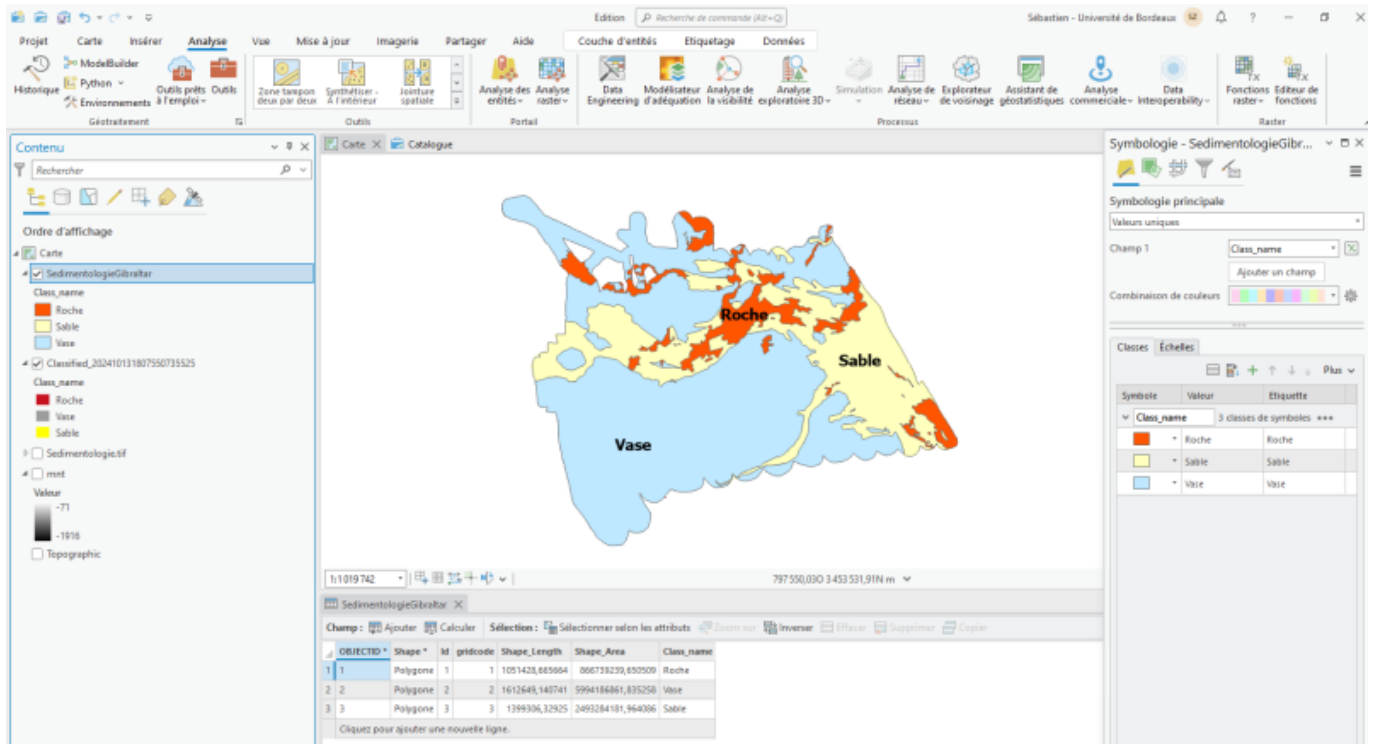 Edition
Recherche de commande (Alt+Q)
Sébastien - Université de Bordeaux
SZ
?
Projet Carte Insérer Analyse Vue Mise à jour Imagerie Partager Aide Couche d'entités Etiquetage Données
Historique
ModelBuilder
Python
Environnements
Outils prêts à l'emploi
Outils
Géotraitement
Zone tampon deux par deux
Synthétiser - A l'intérieur
Jointure spatiale
Outils
Analyse des entités
Analyse raster
Portail
Data Engineering
Modélisateur d'adéquation
Analyse de la visibilité
Analyse exploratoire 3D
Simulation
Analyse de réseau
Explorateur de voisinage
Assistant de géostatistiques
Analyse commerciale
Data Interoperability
Processus
Fonctions raster
Editeur de fonctions
Raster
Contenu
Rechercher
Ordre d'affichage
Carte
SedimentologieGibraltar
Class_name
Roche
Sable
Vase
Classified_202410131807550735525
Class_name
Roche
Vase
Sable
Sedimentologie.tif
mnt
Valeur
-71
-1916
Topographic
Carte
Catalogue
Roche
Sable
Vase
1:1 019 742
797 550,03O 3 453 531,91N m
SedimentologieGibraltar
Champ : Ajouter Calculer Sélection : Sélectionner selon les attributs Zoom sur Inverser Effacer Supprimer Copier
OBJECTID * Shape * Id gridcode Shape_Length Shape_Area Class_name
1 1 Polygone 1 1 1051428,665664 866739239,650509 Roche
2 2 Polygone 2 2 1612649,140741 5994186861,835258 Vase
3 3 Polygone 3 3 1399306,32925 2493284181,964086 Sable
Cliquez pour ajouter une nouvelle ligne.
Symbologie - SedimentologieGibr...
Symbologie principale
Valeurs uniques
Champ 1 Class_name
Ajouter un champ
Combinaison de couleurs
Classes Échelles
Plus
Symbole Valeur Etiquette
Class_name 3 classes de symboles
Roche Roche
Sable Sable
Vase Vase